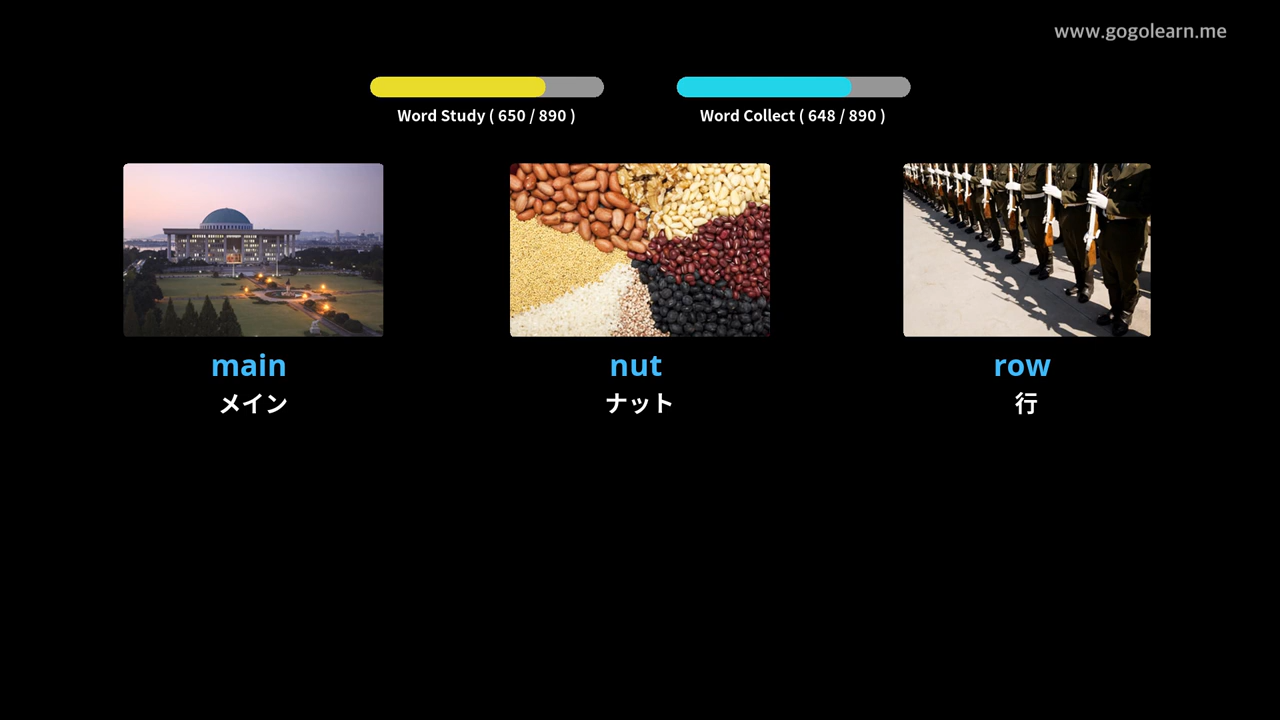 www.gogolearn.me
Word Study ( 650 / 890 )
Word Collect ( 648 / 890 )
main
メイン
nut
ナット
row
行